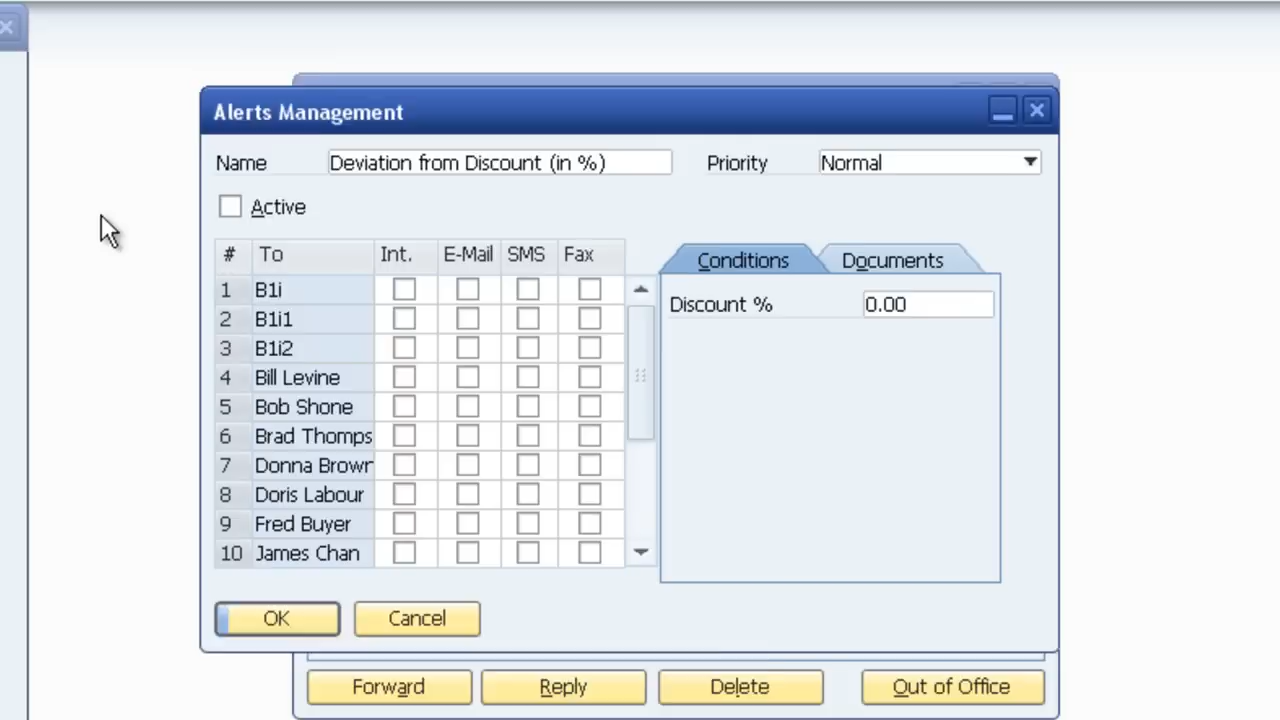 Alerts Management
Name Deviation from Discount (in %) Priority Normal
Active
# To Int. E-Mail SMS Fax
Conditions Documents
1 B1i
Discount % 0.00
2 B1i1
3 B1i2
4 Bill Levine
5 Bob Shone
6 Brad Thomps
7 Donna Brown
8 Doris Labour
9 Fred Buyer
10 James Chan
OK Cancel
Forward Reply Delete Out of Office